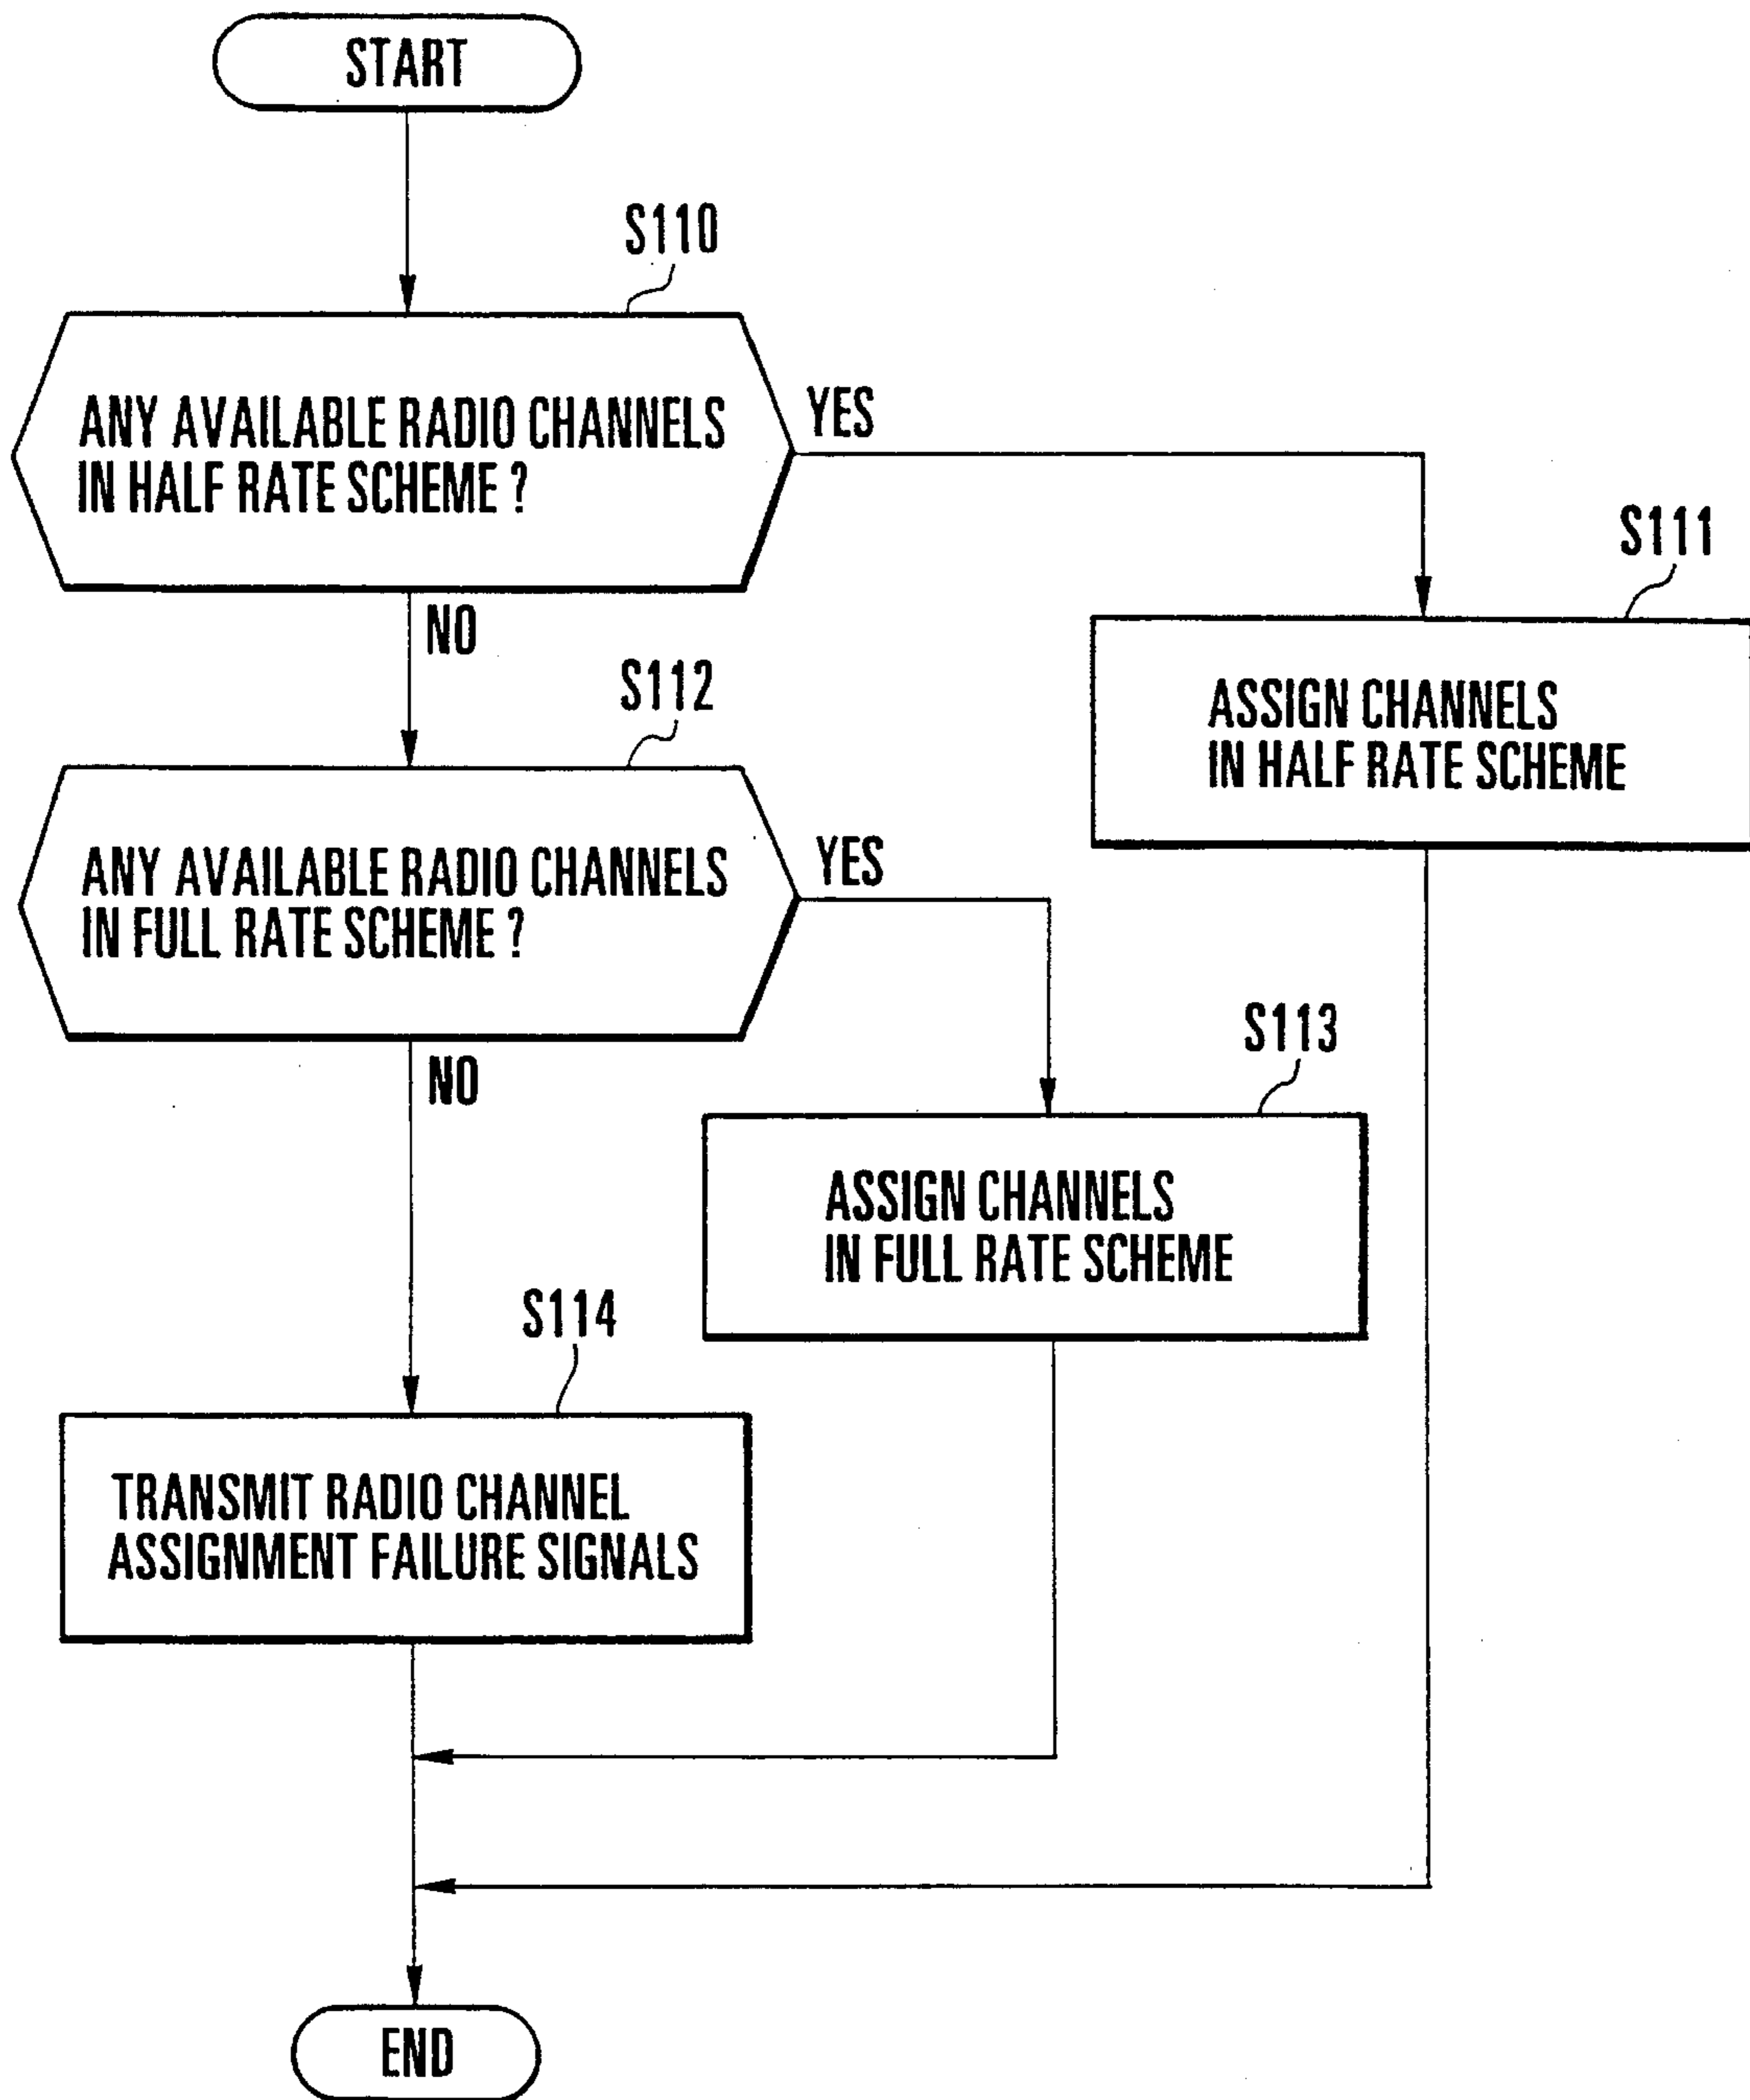 START
S110
ANY AVAILABLE RADIO CHANNELS
IN HALF RATE SCHEME ?
YES
NO
S111
ASSIGN CHANNELS
IN HALF RATE SCHEME
S112
ANY AVAILABLE RADIO CHANNELS
IN FULL RATE SCHEME ?
YES
NO
S113
ASSIGN CHANNELS
IN FULL RATE SCHEME
S114
TRANSMIT RADIO CHANNEL
ASSIGNMENT FAILURE SIGNALS
END